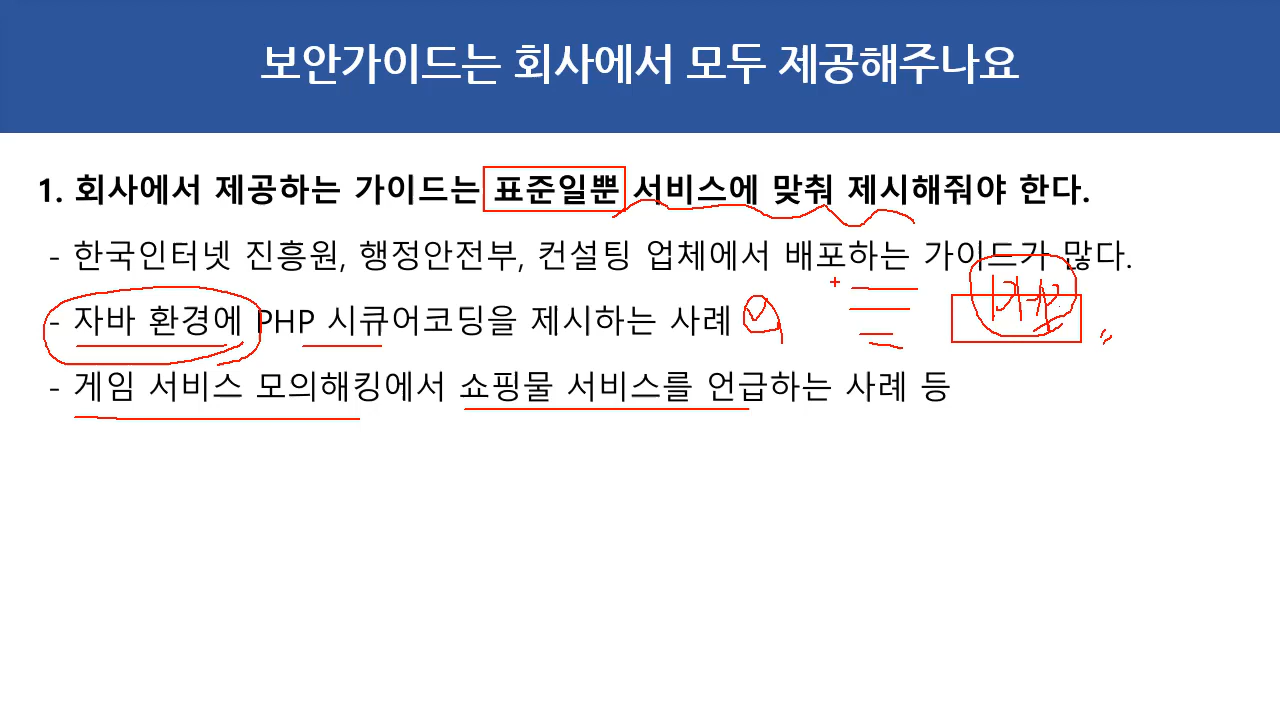 보안가이드는 회사에서 모두 제공해주나요
1. 회사에서 제공하는 가이드는 표준일뿐 서비스에 맞춰 제시해줘야 한다.
- 한국인터넷 진흥원, 행정안전부, 컨설팅 업체에서 배포하는 가이드가 많다.
- 자바 환경에 PHP 시큐어코딩을 제시하는 사례
PHP
- 게임 서비스 모의해킹에서 쇼핑물 서비스를 언급하는 사례 등